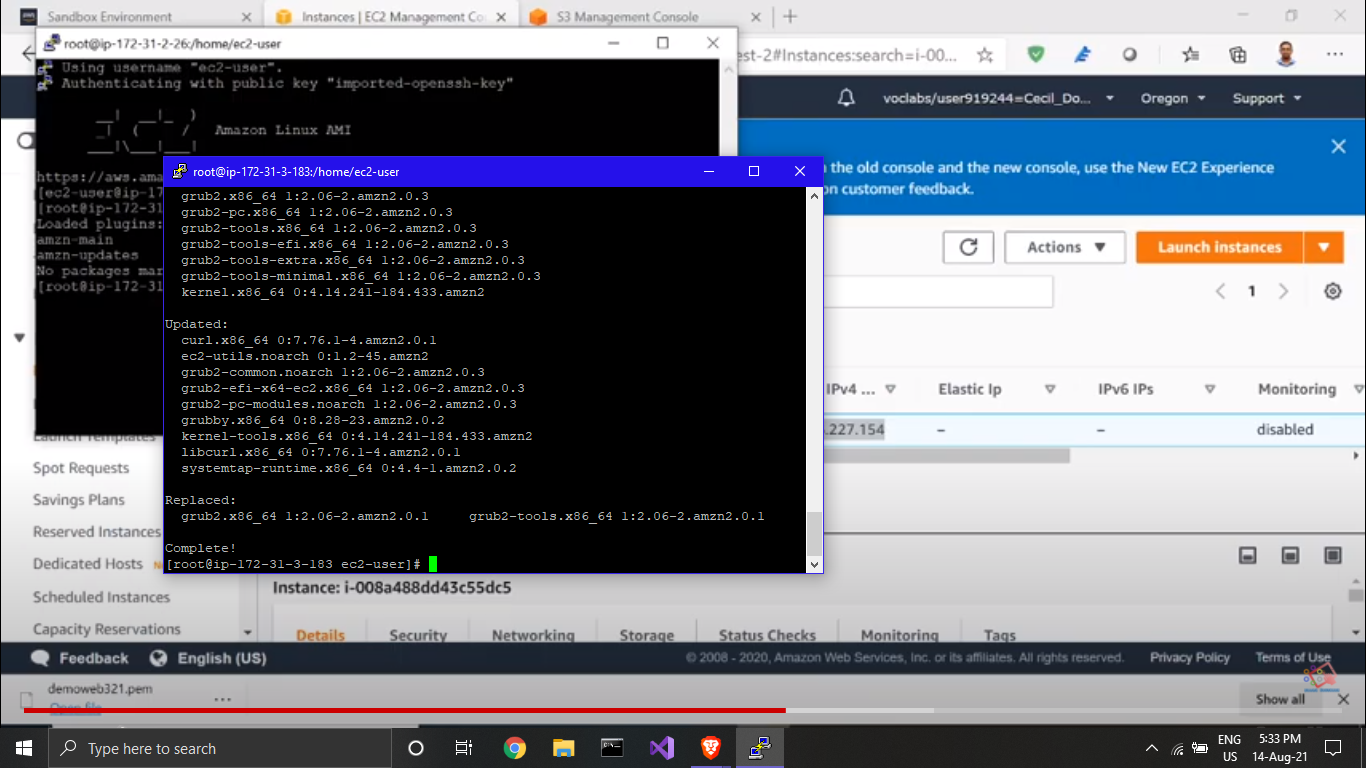 Sandbox Environment
Instances | EC2 Management Co
S3 Management Console
root@ip-172-31-2-26:/home/ec2-user
est-2#Instances:search=i-00...
Using username "ec2-user".
Authenticating with public key "imported-openssh-key"
voclabs/user919244=Cecil_Do...
Oregon
Support
__|  __|_  )
_|  (     /   Amazon Linux AMI
___|\___|___|
the old console and the new console, use the New EC2 Experience
on customer feedback.
https://aws.ama
[ec2-user@ip-17
[root@ip-172-31
Loaded plugins:
amzn-main
amzn-updates
No packages mar
[root@ip-172-31
root@ip-172-31-3-183:/home/ec2-user
grub2.x86_64 1:2.06-2.amzn2.0.3
grub2-pc.x86_64 1:2.06-2.amzn2.0.3
grub2-tools.x86_64 1:2.06-2.amzn2.0.3
grub2-tools-efi.x86_64 1:2.06-2.amzn2.0.3
grub2-tools-extra.x86_64 1:2.06-2.amzn2.0.3
grub2-tools-minimal.x86_64 1:2.06-2.amzn2.0.3
kernel.x86_64 0:4.14.241-184.433.amzn2
Updated:
curl.x86_64 0:7.76.1-4.amzn2.0.1
ec2-utils.noarch 0:1.2-45.amzn2
grub2-common.noarch 1:2.06-2.amzn2.0.3
grub2-efi-x64-ec2.x86_64 1:2.06-2.amzn2.0.3
grub2-pc-modules.noarch 1:2.06-2.amzn2.0.3
grubby.x86_64 0:8.28-23.amzn2.0.2
kernel-tools.x86_64 0:4.14.241-184.433.amzn2
libcurl.x86_64 0:7.76.1-4.amzn2.0.1
systemtap-runtime.x86_64 0:4.4-1.amzn2.0.2
Replaced:
grub2.x86_64 1:2.06-2.amzn2.0.1     grub2-tools.x86_64 1:2.06-2.amzn2.0.1
Complete!
[root@ip-172-31-3-183 ec2-user]#
Actions
Launch instances
1
IPv4 ...
Elastic Ip
IPv6 IPs
Monitoring
.227.154
–
–
disabled
Launch Templates
Spot Requests
Savings Plans
Reserved Instances
Dedicated Hosts
Scheduled Instances
Capacity Reservations
Instance: i-008a488dd43c55dc5
Details
Security
Networking
Storage
Status Checks
Monitoring
Tags
Feedback
English (US)
© 2008 - 2020, Amazon Web Services, Inc. or its affiliates. All rights reserved.
Privacy Policy
Terms of Use
demoweb321.pem
Open file
Show all
Type here to search
ENG
US
5:33 PM
14-Aug-21